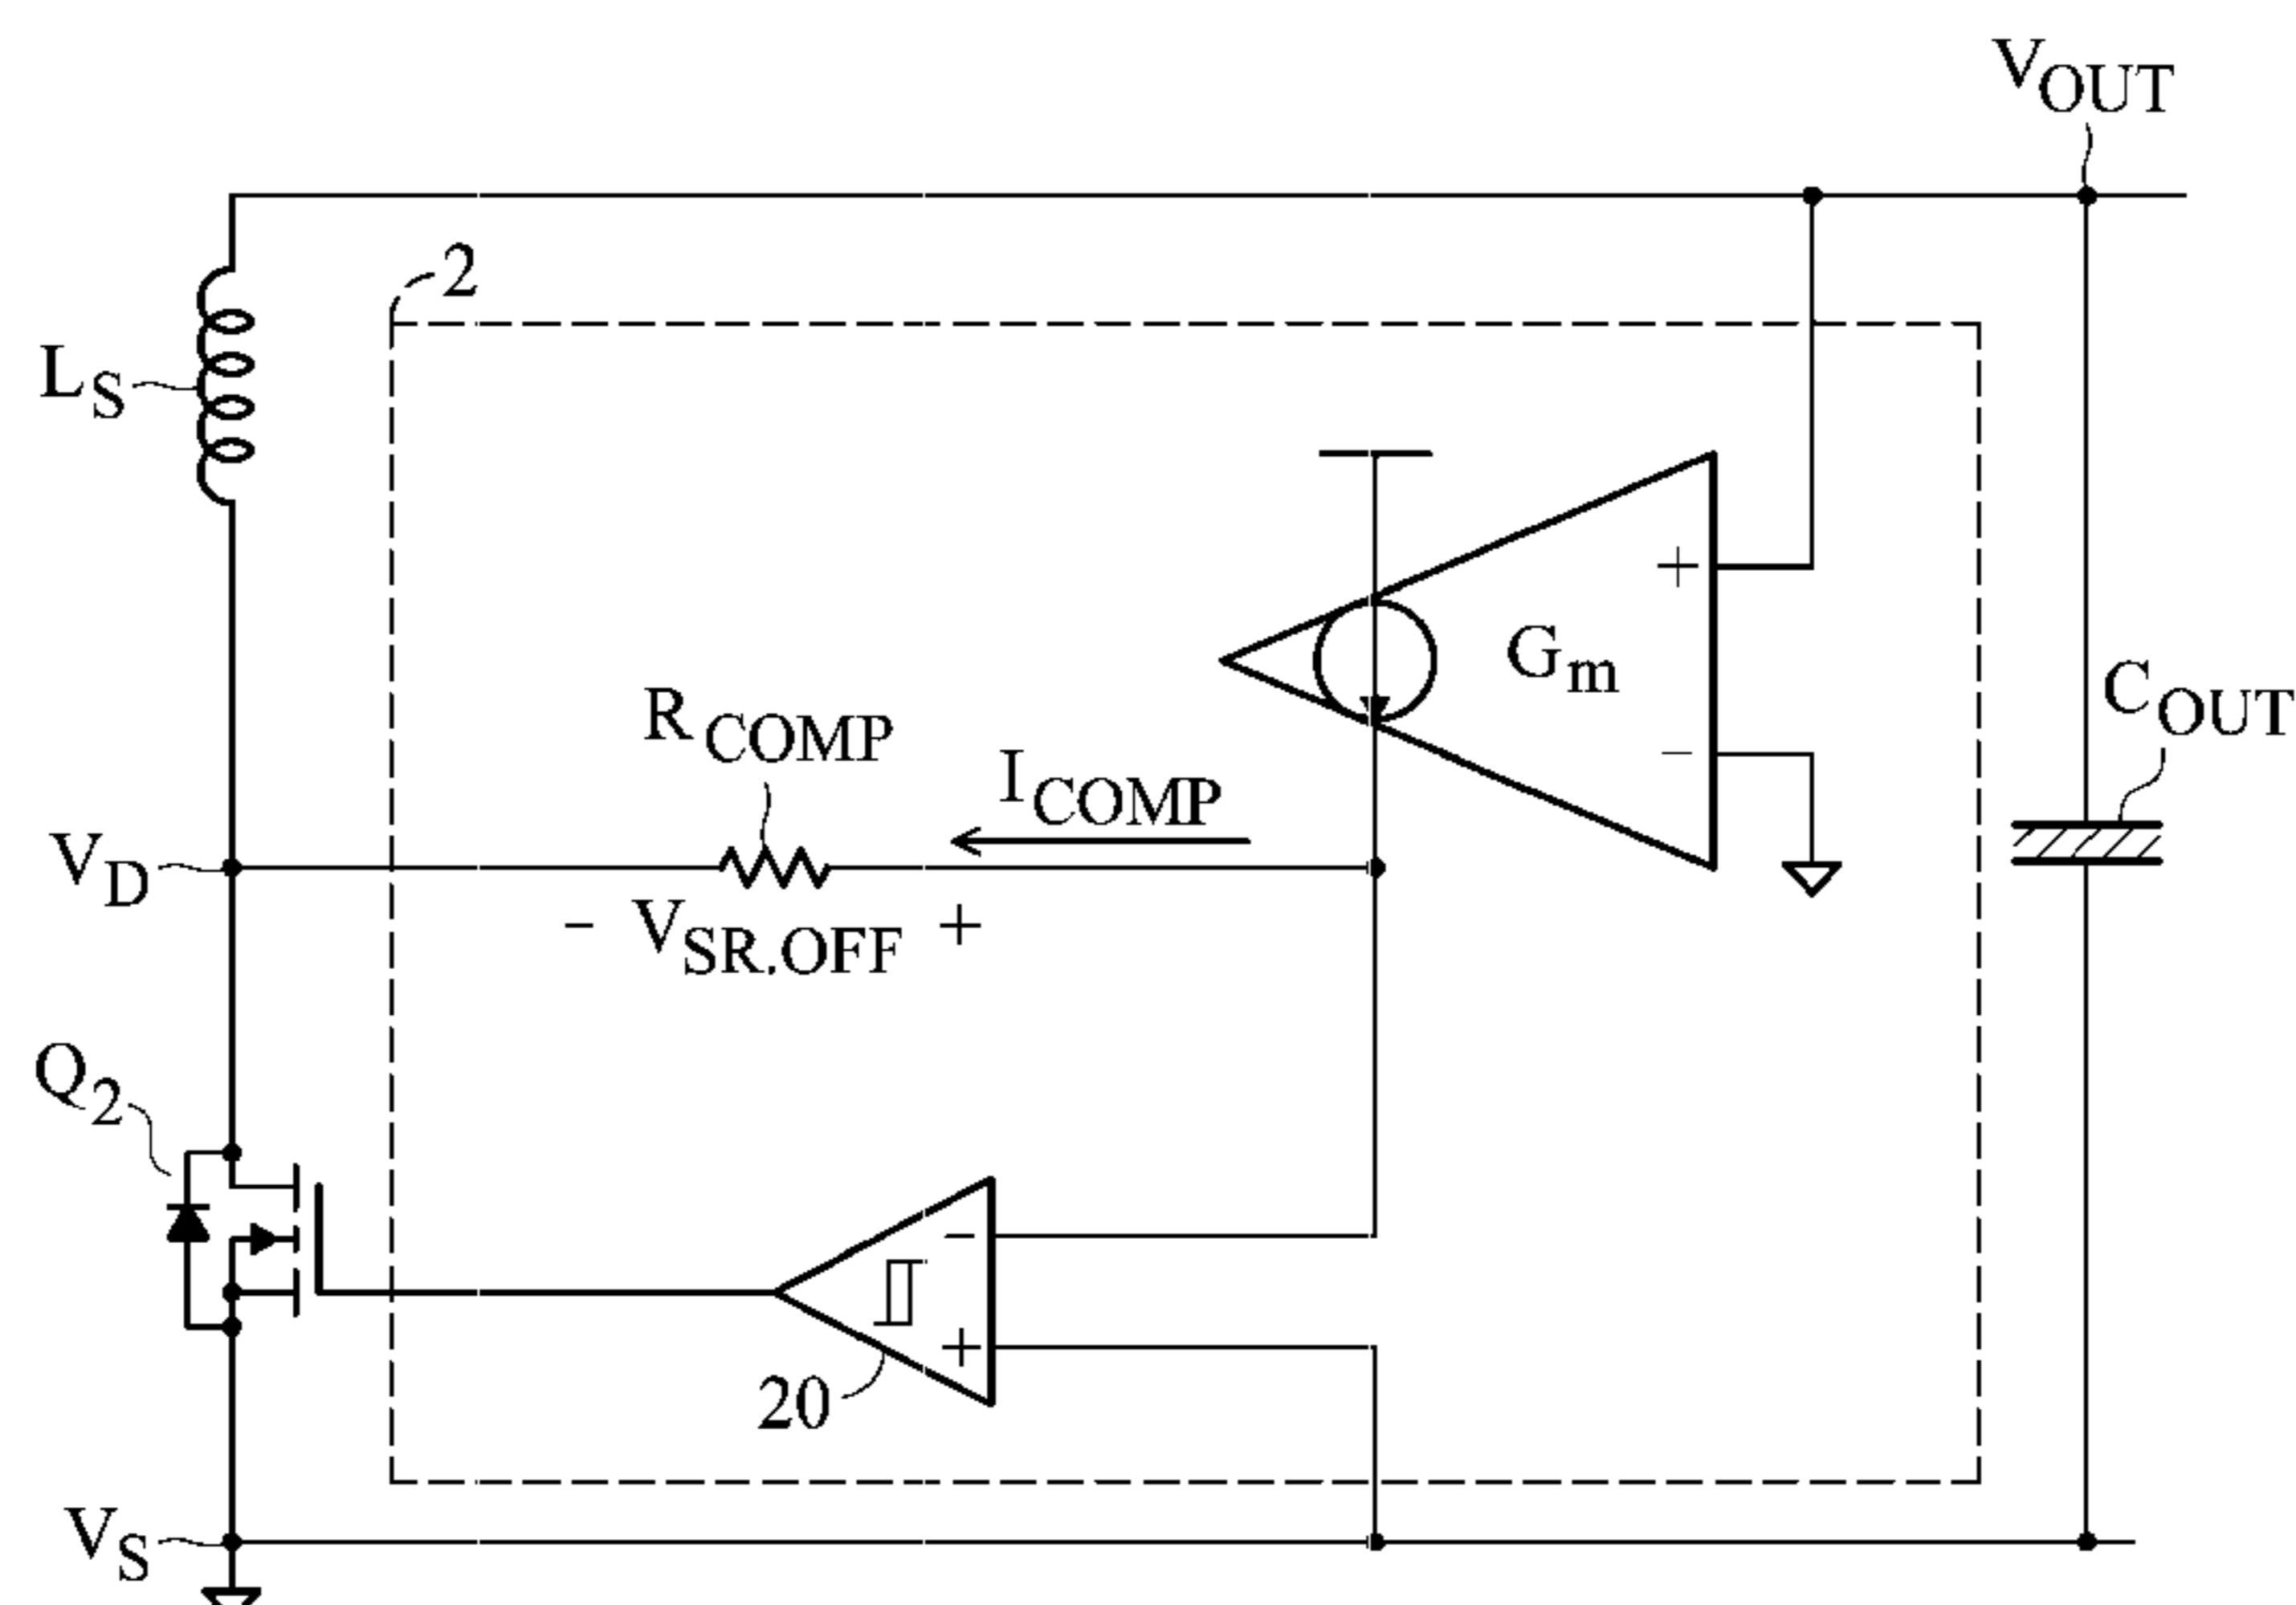 VOUT
2
LS
+
Gm
−
RCOMP
ICOMP
COUT
VD
- VSR.OFF +
Q2
−
+
20
VS